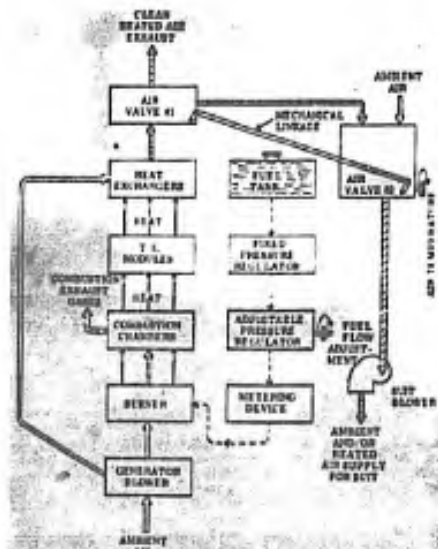 CLEAN
HEATED AIR
EXHAUST
AIR
VALVE #1
AMBIENT
AIR
MECHANICAL
LINKAGE
HEAT
EXCHANGERS
FUEL
TANK
AIR
VALVE #2
HEAT
T. E.
MODULES
FIXED
PRESSURE
REGULATOR
HEAT
COMBUSTION
EXHAUST
GASES
COMBUSTION
CHAMBERS
ADJUSTABLE
PRESSURE
REGULATOR
FUEL
FLOW
ADJUST-
MENT
BURNER
METERING
DEVICE
SUIT
BLOWER
GENERATOR
BLOWER
AMBIENT
AND/OR
HEATED
AIR SUPPLY
FOR SUIT
AMBIENT